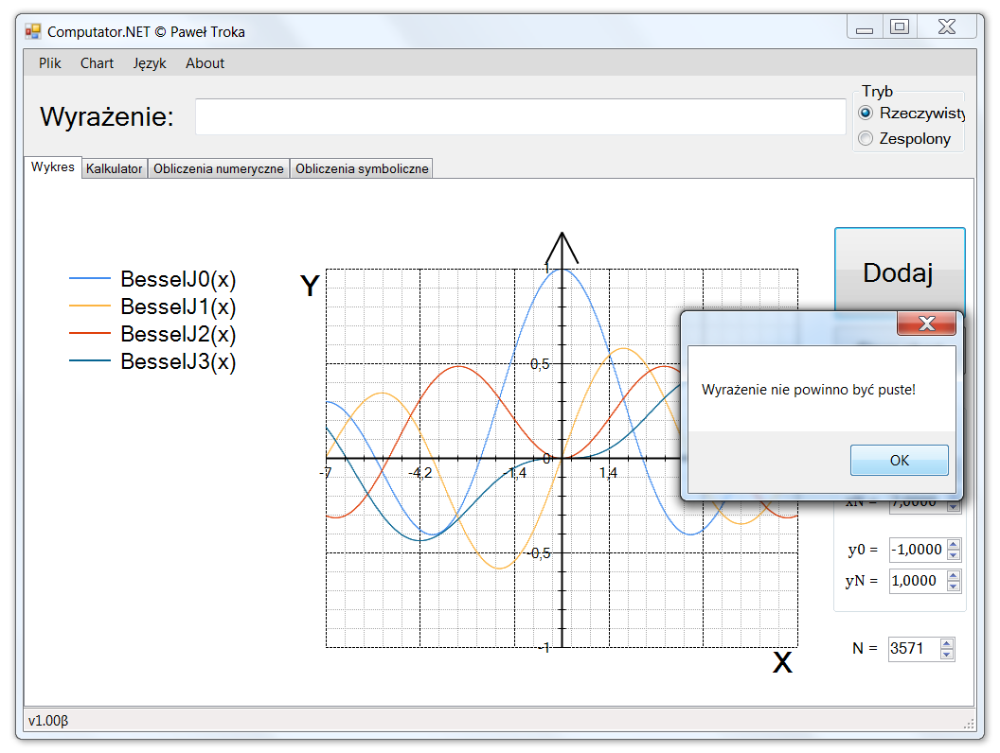 Computator.NET © Paweł Troka
Plik Chart Język About
Wyrażenie:
Tryb
Rzeczywisty
Zespolony
Wykres Kalkulator Obliczenia numeryczne Obliczenia symboliczne
BesselJ0(x)
BesselJ1(x)
BesselJ2(x)
BesselJ3(x)
Y
1
0,5
0
-7 -4,2 -1,4 1,4
-0,5
-1
X
Dodaj
Wyrażenie nie powinno być puste!
OK
xN = 7,0000
y0 = -1,0000
yN = 1,0000
N = 3571
v1.00β